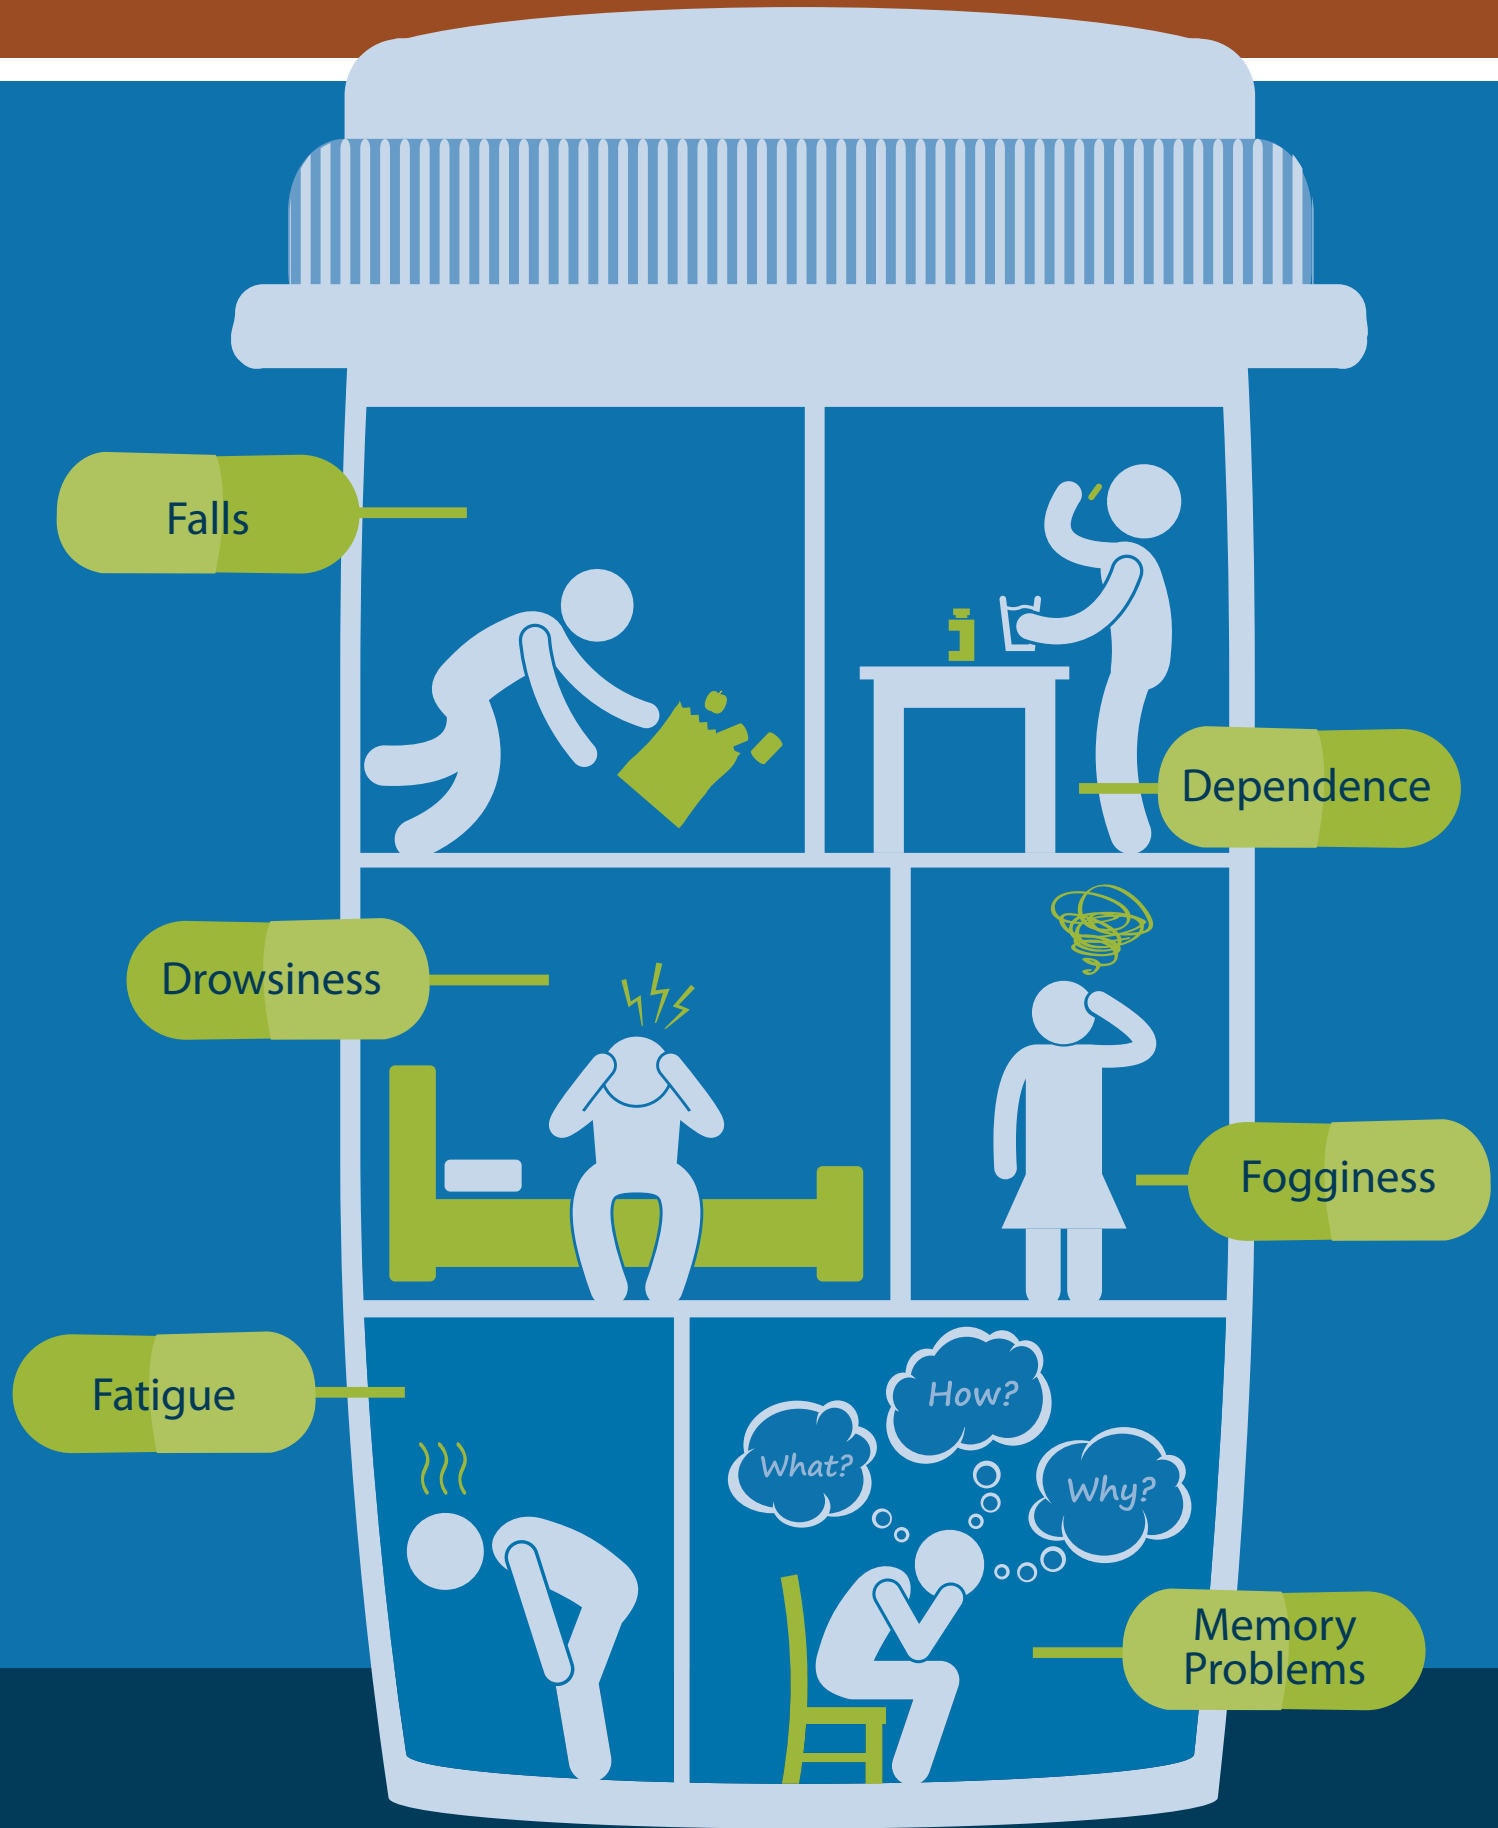 Falls
Dependence
Drowsiness
Fogginess
Fatigue
How?
What?
Why?
Memory
Problems